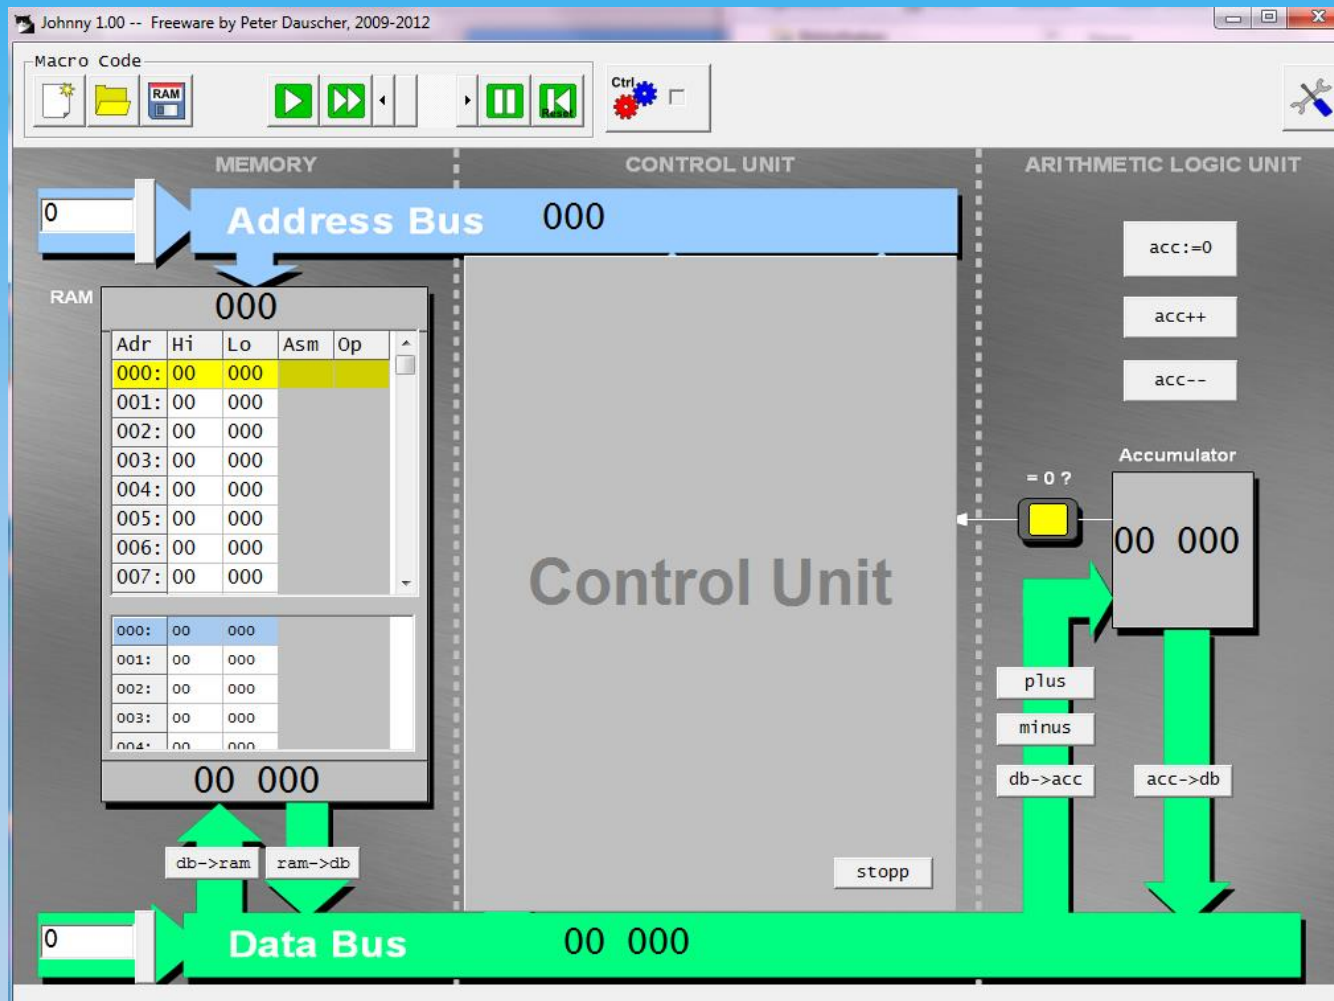 Johnny 1.00 -- Freeware by Peter Dauscher, 2009-2012
Macro Code
RAM
Reset
Ctrl
MEMORY
CONTROL UNIT
ARITHMETIC LOGIC UNIT
0
Address Bus 000
acc:=0
acc++
acc--
RAM
000
Adr Hi Lo Asm Op
000: 00 000
001: 00 000
002: 00 000
003: 00 000
004: 00 000
005: 00 000
006: 00 000
007: 00 000
000: 00 000
001: 00 000
002: 00 000
003: 00 000
004: 00 000
00 000
db->ram
ram->db
Control Unit
stopp
Accumulator
= 0 ?
00 000
plus
minus
db->acc
acc->db
0
Data Bus 00 000